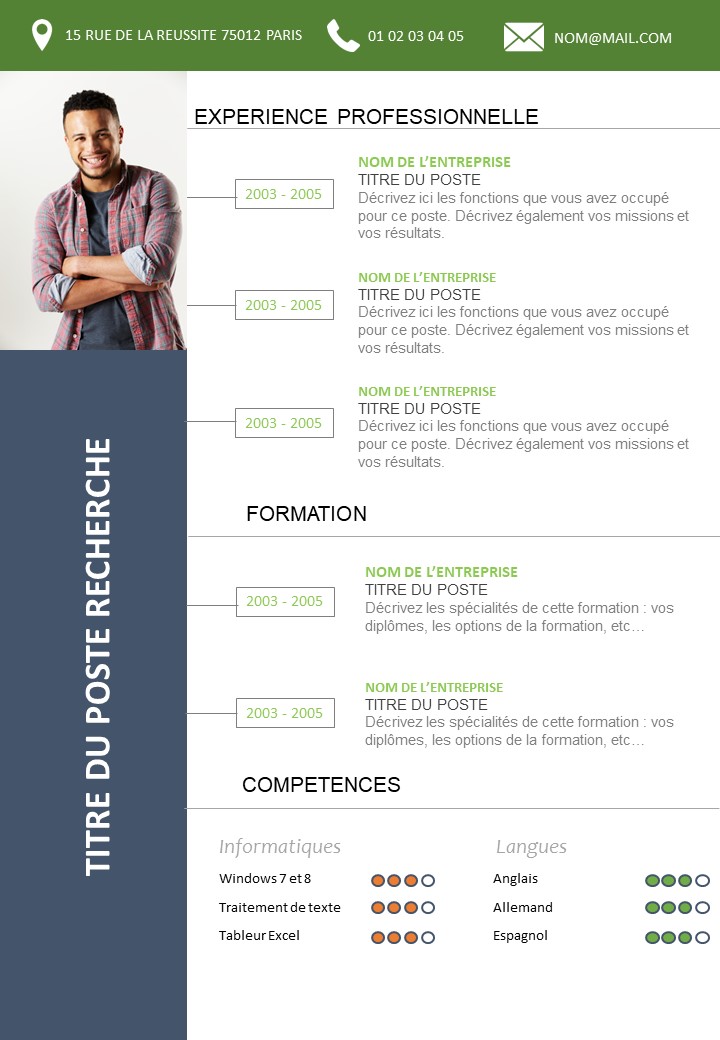 15 RUE DE LA REUSSITE 75012 PARIS
01 02 03 04 05
NOM@MAIL.COM
EXPERIENCE PROFESSIONNELLE
2003 - 2005
NOM DE L’ENTREPRISE
TITRE DU POSTE
Décrivez ici les fonctions que vous avez occupé
pour ce poste. Décrivez également vos missions et
vos résultats.
2003 - 2005
NOM DE L’ENTREPRISE
TITRE DU POSTE
Décrivez ici les fonctions que vous avez occupé
pour ce poste. Décrivez également vos missions et
vos résultats.
2003 - 2005
NOM DE L’ENTREPRISE
TITRE DU POSTE
Décrivez ici les fonctions que vous avez occupé
pour ce poste. Décrivez également vos missions et
vos résultats.
TITRE DU POSTE RECHERCHE
FORMATION
2003 - 2005
NOM DE L’ENTREPRISE
TITRE DU POSTE
Décrivez les spécialités de cette formation : vos
diplômes, les options de la formation, etc…
2003 - 2005
NOM DE L’ENTREPRISE
TITRE DU POSTE
Décrivez les spécialités de cette formation : vos
diplômes, les options de la formation, etc…
COMPETENCES
Informatiques
Windows 7 et 8
Traitement de texte
Tableur Excel
Langues
Anglais
Allemand
Espagnol